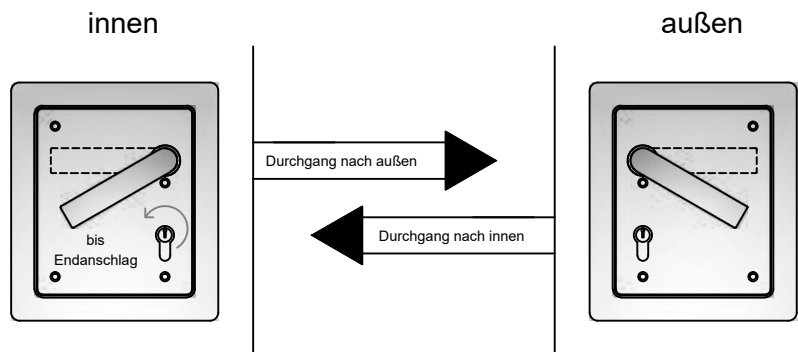 innen
außen
Durchgang nach außen
Durchgang nach innen
bis
Endanschlag